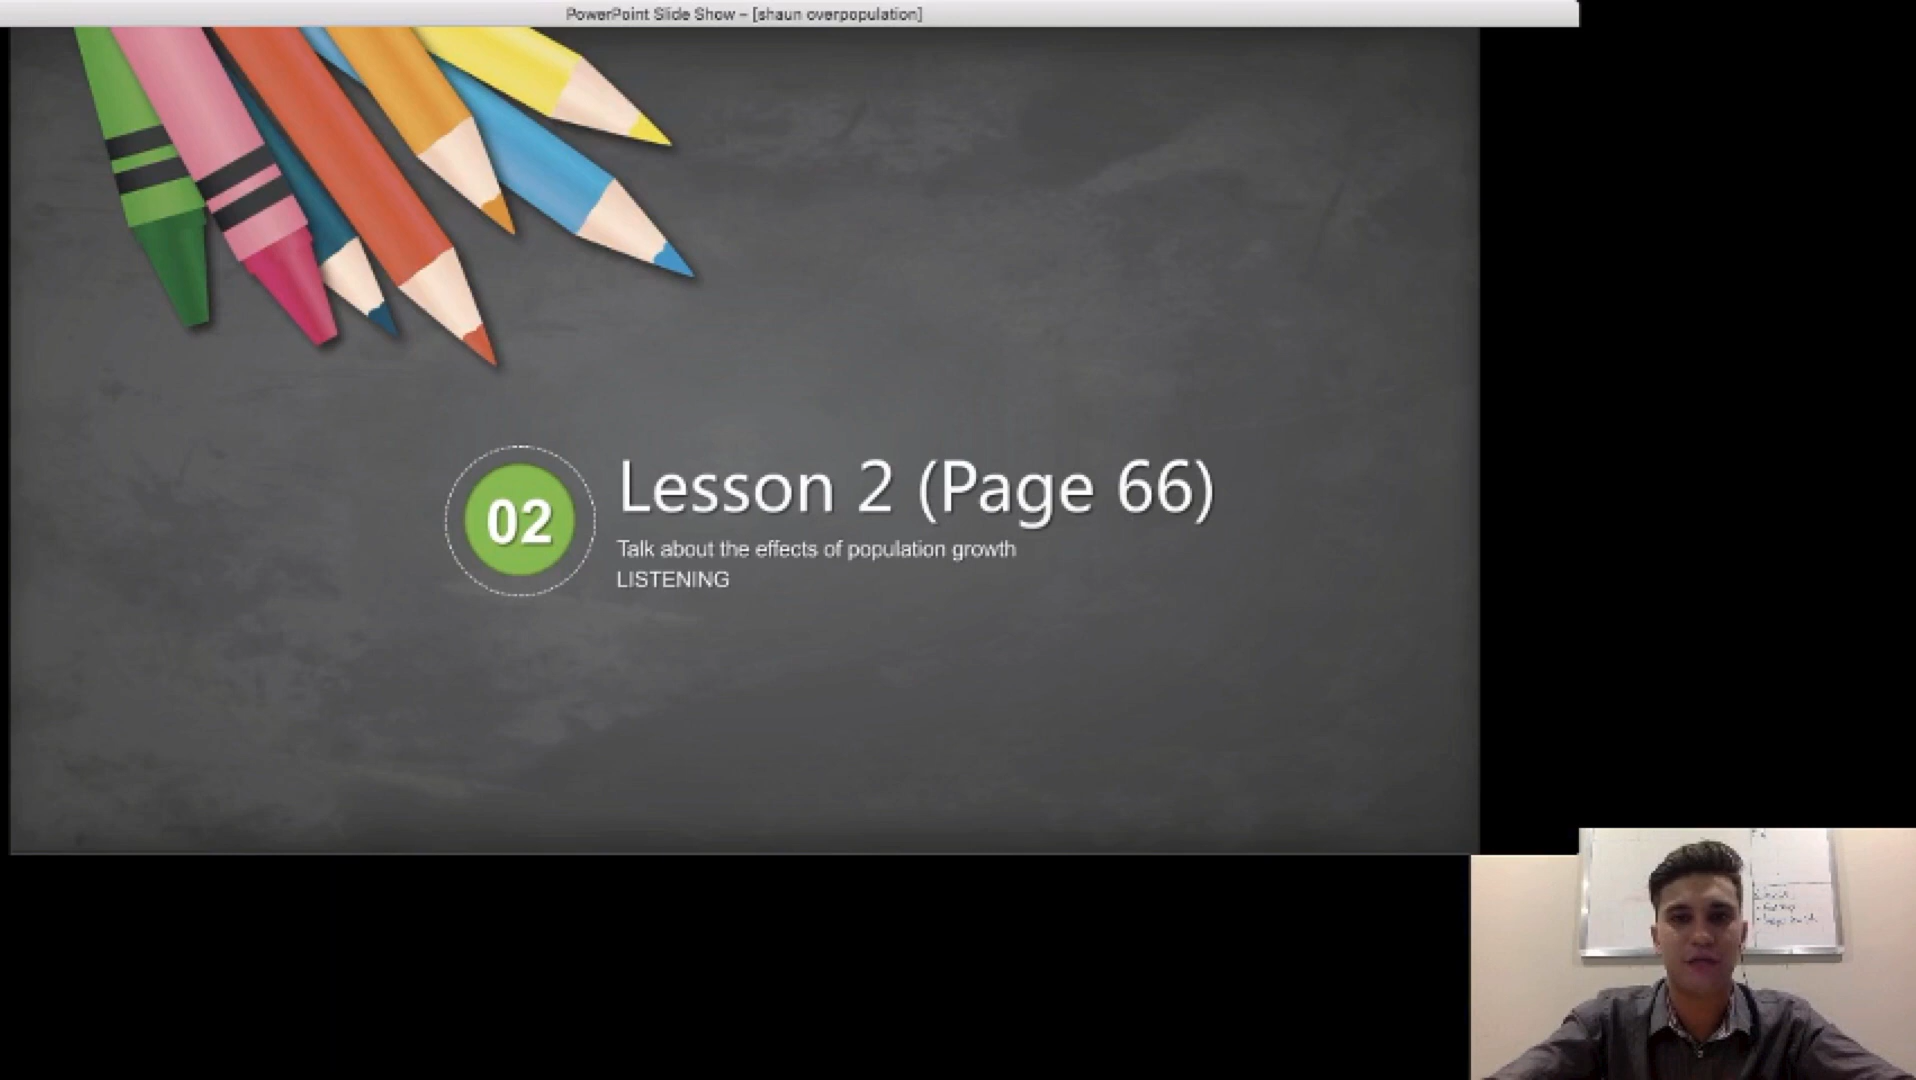 PowerPoint Slide Show – [shaun overpopulation]
02
Lesson 2 (Page 66)
Talk about the effects of population growth
LISTENING